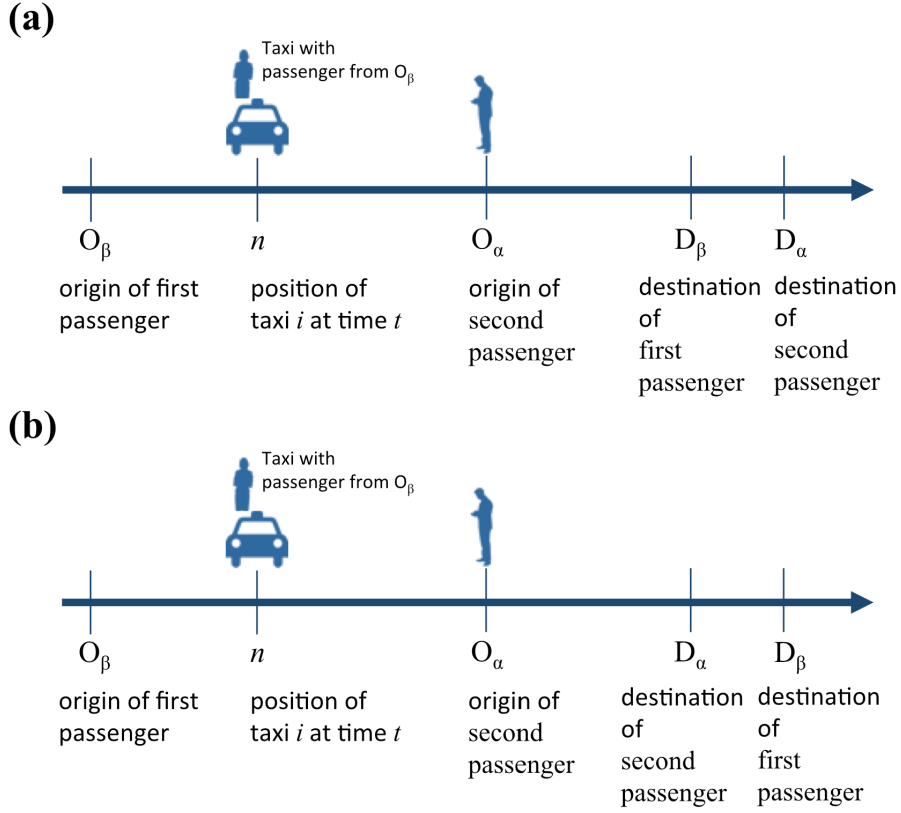 (a)
Taxi with
passenger from Oβ
Oβ n Oα Dβ Dα
origin of first
passenger
position of
taxi i at time t
origin of
second
passenger
destination
of
first
passenger
destination
of
second
passenger
(b)
Taxi with
passenger from Oβ
Oβ n Oα Dα Dβ
origin of first
passenger
position of
taxi i at time t
origin of
second
passenger
destination
of
second
passenger
destination
of
first
passenger